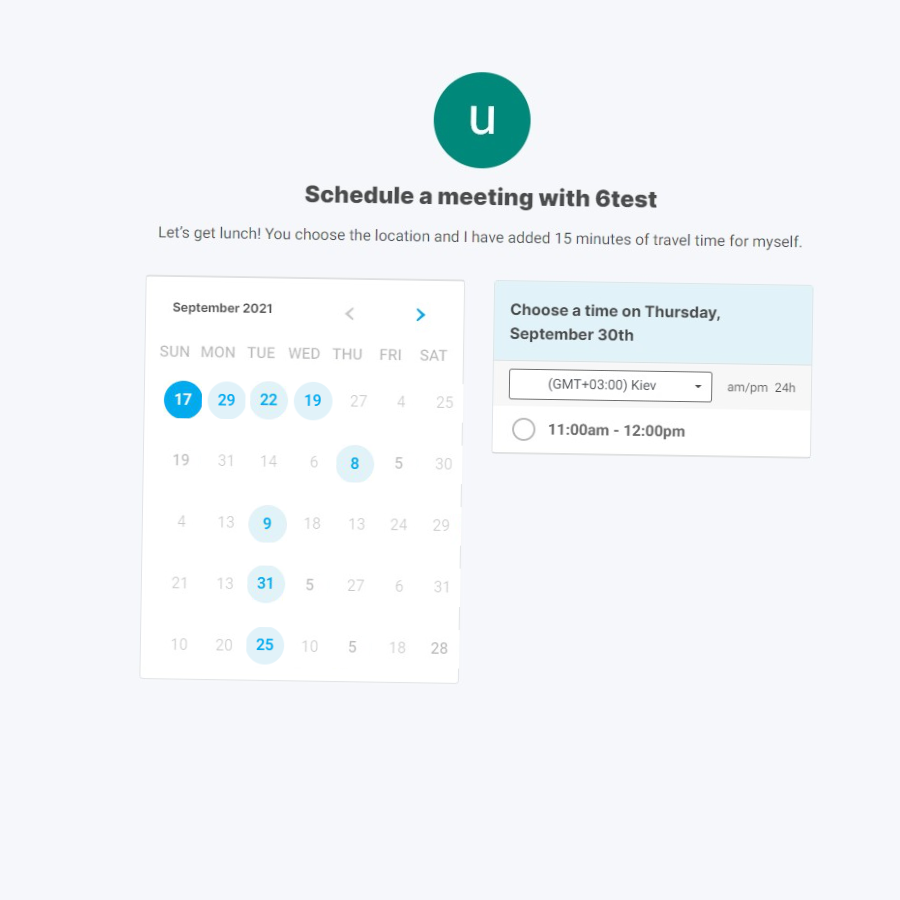 u
Schedule a meeting with 6test
Let's get lunch! You choose the location and I have added 15 minutes of travel time for myself.
September 2021
SUN MON TUE WED THU FRI SAT
17 29 22 19 27 4 25
19 31 14 6 8 5 30
4 13 9 18 13 24 29
21 13 31 5 27 6 31
10 20 25 10 5 18 28
Choose a time on Thursday,
September 30th
(GMT+03:00) Kiev am/pm 24h
11:00am - 12:00pm